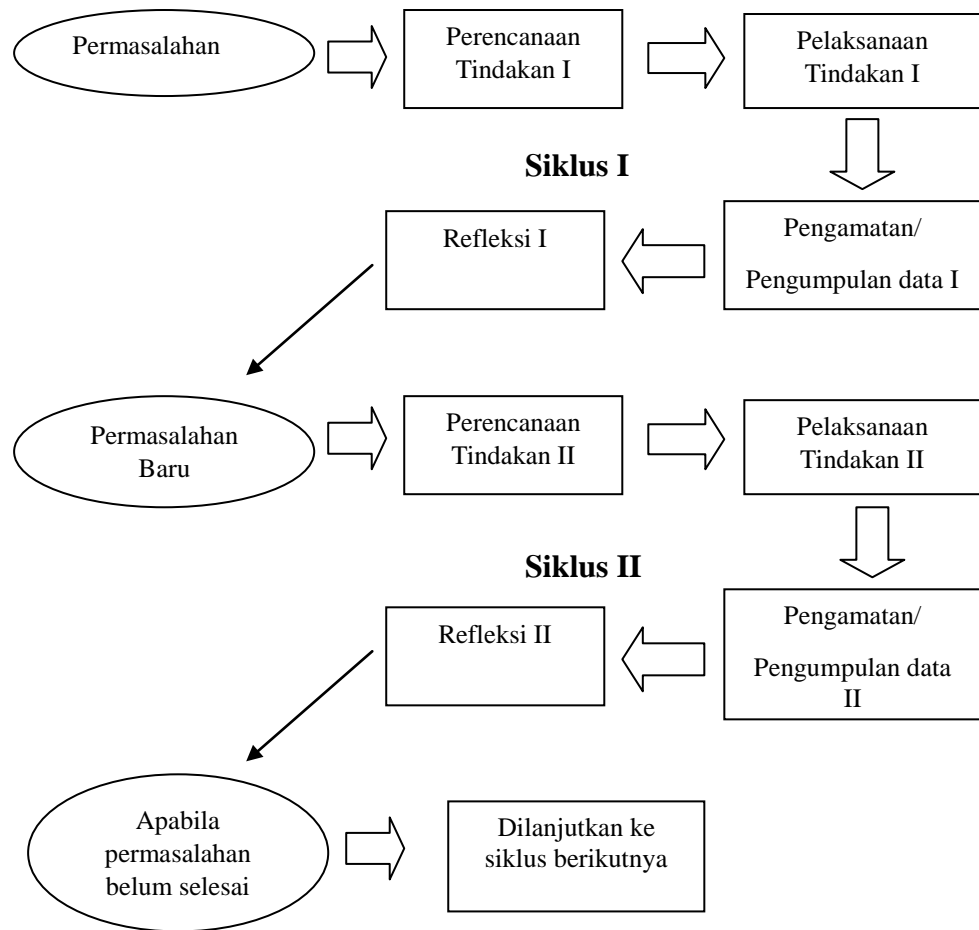 Permasalahan
Perencanaan
Tindakan I
Pelaksanaan
Tindakan I
Siklus I
Pengamatan/
Pengumpulan data I
Refleksi I
Permasalahan
Baru
Perencanaan
Tindakan II
Pelaksanaan
Tindakan II
Siklus II
Pengamatan/
Pengumpulan data
II
Refleksi II
Apabila
permasalahan
belum selesai
Dilanjutkan ke
siklus berikutnya